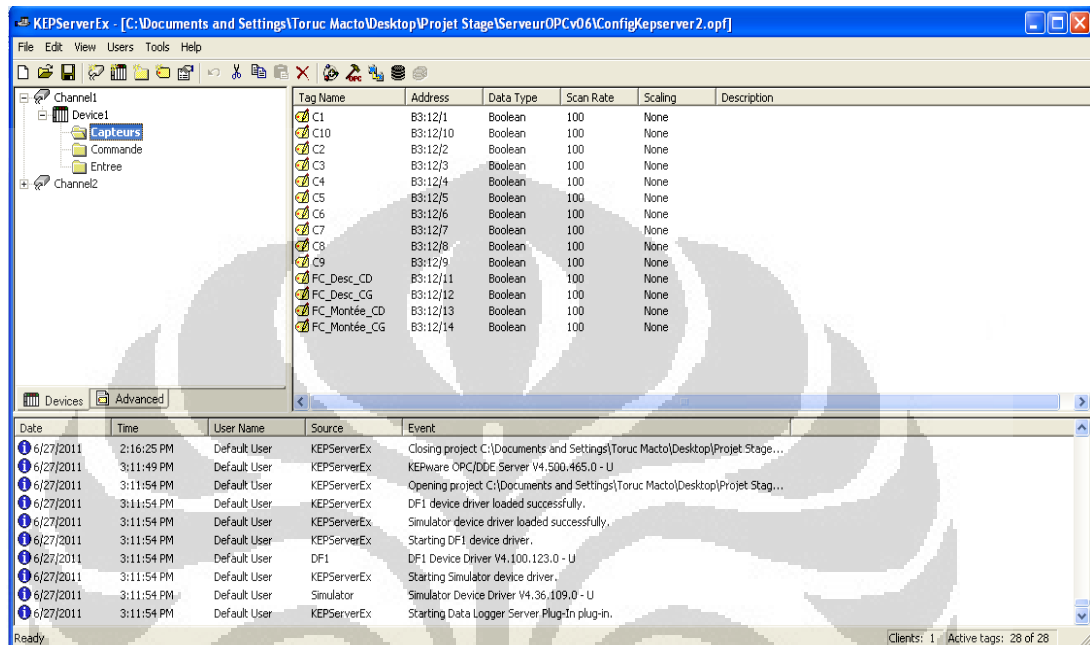 KEPServerEx - [C:\Documents and Settings\Toruc Macto\Desktop\Projet Stage\ServeurOPCv06\ConfigKepserver2.opf]
File Edit View Users Tools Help
Channel1
Device1
Capteurs
Commande
Entree
Channel2
Devices Advanced
Tag Name Address Data Type Scan Rate Scaling Description
C1 B3:12/1 Boolean 100 None
C10 B3:12/10 Boolean 100 None
C2 B3:12/2 Boolean 100 None
C3 B3:12/3 Boolean 100 None
C4 B3:12/4 Boolean 100 None
C5 B3:12/5 Boolean 100 None
C6 B3:12/6 Boolean 100 None
C7 B3:12/7 Boolean 100 None
C8 B3:12/8 Boolean 100 None
C9 B3:12/9 Boolean 100 None
FC_Desc_CD B3:12/11 Boolean 100 None
FC_Desc_CG B3:12/12 Boolean 100 None
FC_Montée_CD B3:12/13 Boolean 100 None
FC_Montée_CG B3:12/14 Boolean 100 None
Date Time User Name Source Event
6/27/2011 2:16:25 PM Default User KEPServerEx Closing project C:\Documents and Settings\Toruc Macto\Desktop\Projet Stage...
6/27/2011 3:11:49 PM Default User KEPServerEx KEPware OPC/DDE Server V4.500.465.0 - U
6/27/2011 3:11:54 PM Default User KEPServerEx Opening project C:\Documents and Settings\Toruc Macto\Desktop\Projet Stag...
6/27/2011 3:11:54 PM Default User KEPServerEx DF1 device driver loaded successfully.
6/27/2011 3:11:54 PM Default User KEPServerEx Simulator device driver loaded successfully.
6/27/2011 3:11:54 PM Default User KEPServerEx Starting DF1 device driver.
6/27/2011 3:11:54 PM Default User DF1 DF1 Device Driver V4.100.123.0 - U
6/27/2011 3:11:54 PM Default User KEPServerEx Starting Simulator device driver.
6/27/2011 3:11:54 PM Default User Simulator Simulator Device Driver V4.36.109.0 - U
6/27/2011 3:11:54 PM Default User KEPServerEx Starting Data Logger Server Plug-In plug-in.
Ready Clients: 1 Active tags: 28 of 28